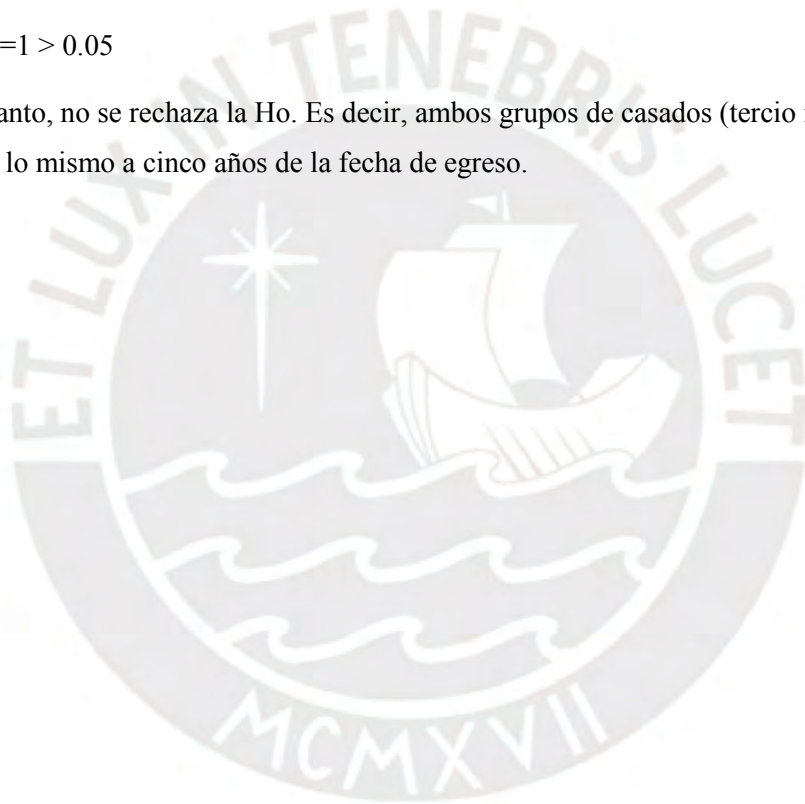 =1 > 0.05
anto, no se rechaza la Ho. Es decir, ambos grupos de casados (tercio
lo mismo a cinco años de la fecha de egreso.
ET LUX IN TENEBRIS LUCET
MCMXVII